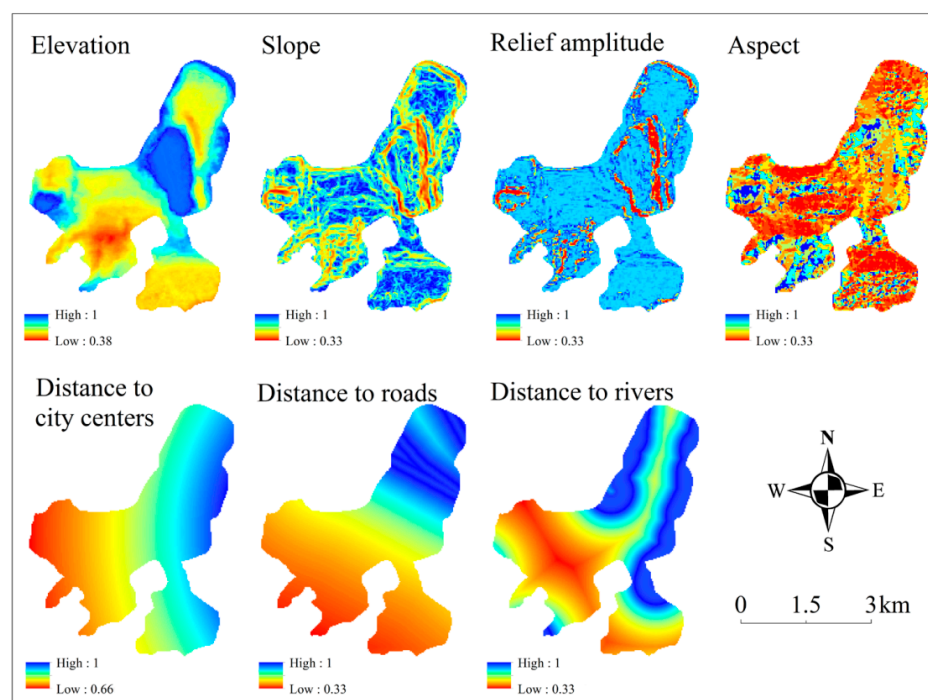 Elevation
Slope
Relief amplitude
Aspect
High : 1
Low : 0.38
High : 1
Low : 0.33
High : 1
Low : 0.33
High : 1
Low : 0.33
Distance to
city centers
Distance to roads
Distance to rivers
High : 1
Low : 0.66
High : 1
Low : 0.33
High : 1
Low : 0.33
N
W E
S
0 1.5 3km